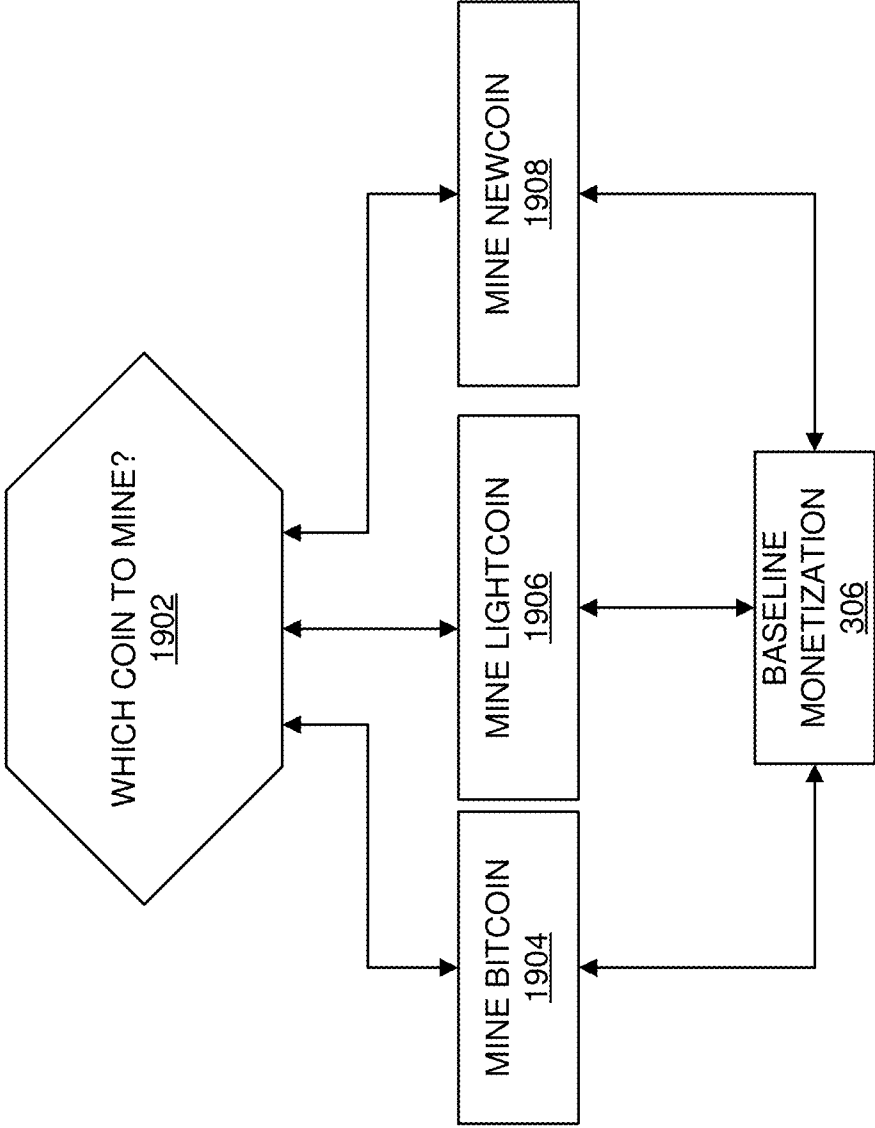 WHICH COIN TO MINE?
1902
MINE BITCOIN
1904
MINE LIGHTCOIN
1906
MINE NEWCOIN
1908
BASELINE
MONETIZATION
306